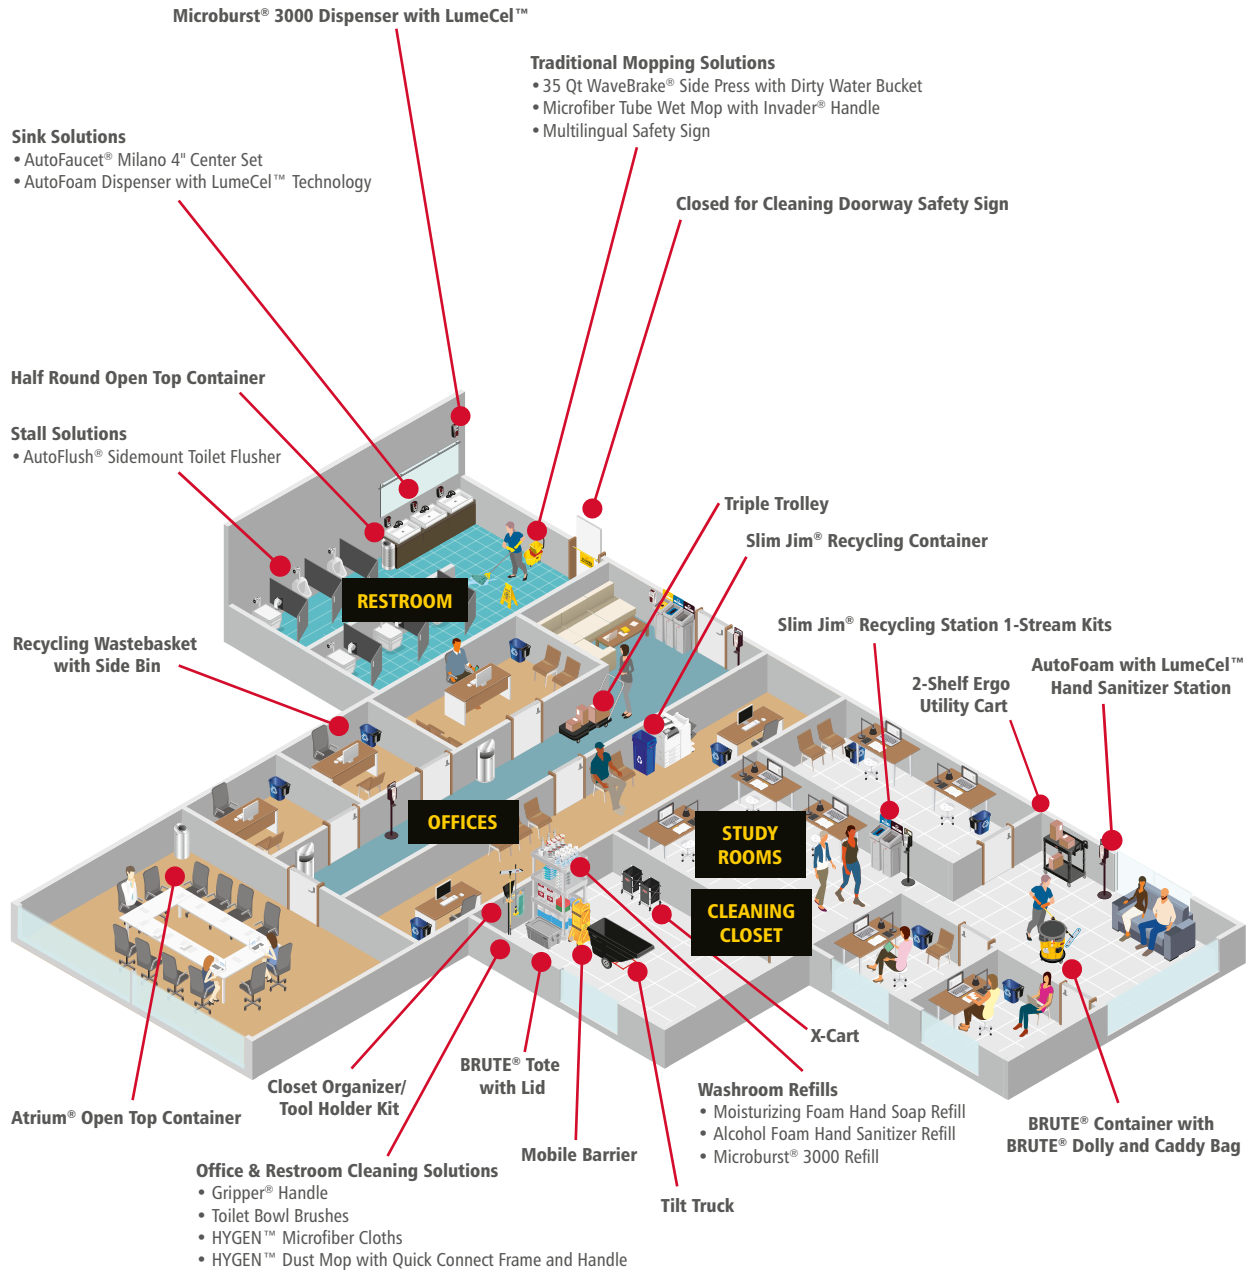 Microburst® 3000 Dispenser with LumeCel™
Traditional Mopping Solutions
• 35 Qt WaveBrake® Side Press with Dirty Water Bucket
• Microfiber Tube Wet Mop with Invader® Handle
• Multilingual Safety Sign
Sink Solutions
• AutoFaucet® Milano 4" Center Set
• AutoFoam Dispenser with LumeCel™ Technology
Closed for Cleaning Doorway Safety Sign
Half Round Open Top Container
Stall Solutions
• AutoFlush® Sidemount Toilet Flusher
Triple Trolley
Slim Jim® Recycling Container
RESTROOM
Slim Jim® Recycling Station 1-Stream Kits
Recycling Wastebasket
with Side Bin
AutoFoam with LumeCel™
Hand Sanitizer Station
2-Shelf Ergo
Utility Cart
OFFICES
STUDY
ROOMS
CLEANING
CLOSET
X-Cart
BRUTE® Tote
with Lid
Closet Organizer/
Tool Holder Kit
Atrium® Open Top Container
Washroom Refills
• Moisturizing Foam Hand Soap Refill
• Alcohol Foam Hand Sanitizer Refill
• Microburst® 3000 Refill
BRUTE® Container with
BRUTE® Dolly and Caddy Bag
Mobile Barrier
Office & Restroom Cleaning Solutions
• Gripper® Handle
• Toilet Bowl Brushes
• HYGEN™ Microfiber Cloths
• HYGEN™ Dust Mop with Quick Connect Frame and Handle
Tilt Truck